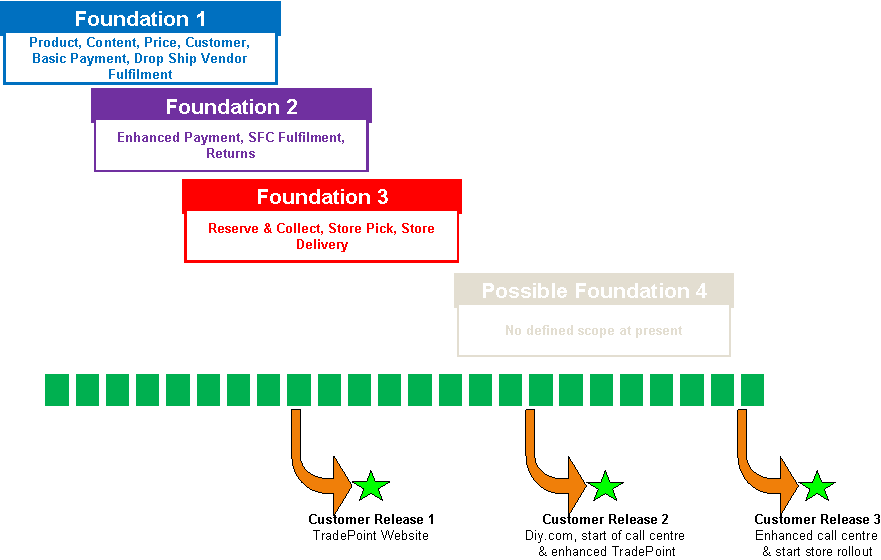 Foundation 1
Product, Content, Price, Customer,
Basic Payment, Drop Ship Vendor
Fulfilment
Foundation 2
Enhanced Payment, SFC Fulfilment,
Returns
Foundation 3
Reserve & Collect, Store Pick, Store
Delivery
Possible Foundation 4
No defined scope at present
Customer Release 1
TradePoint Website
Customer Release 2
Diy.com, start of call centre
& enhanced TradePoint
Customer Release 3
Enhanced call centre
& start store rollout